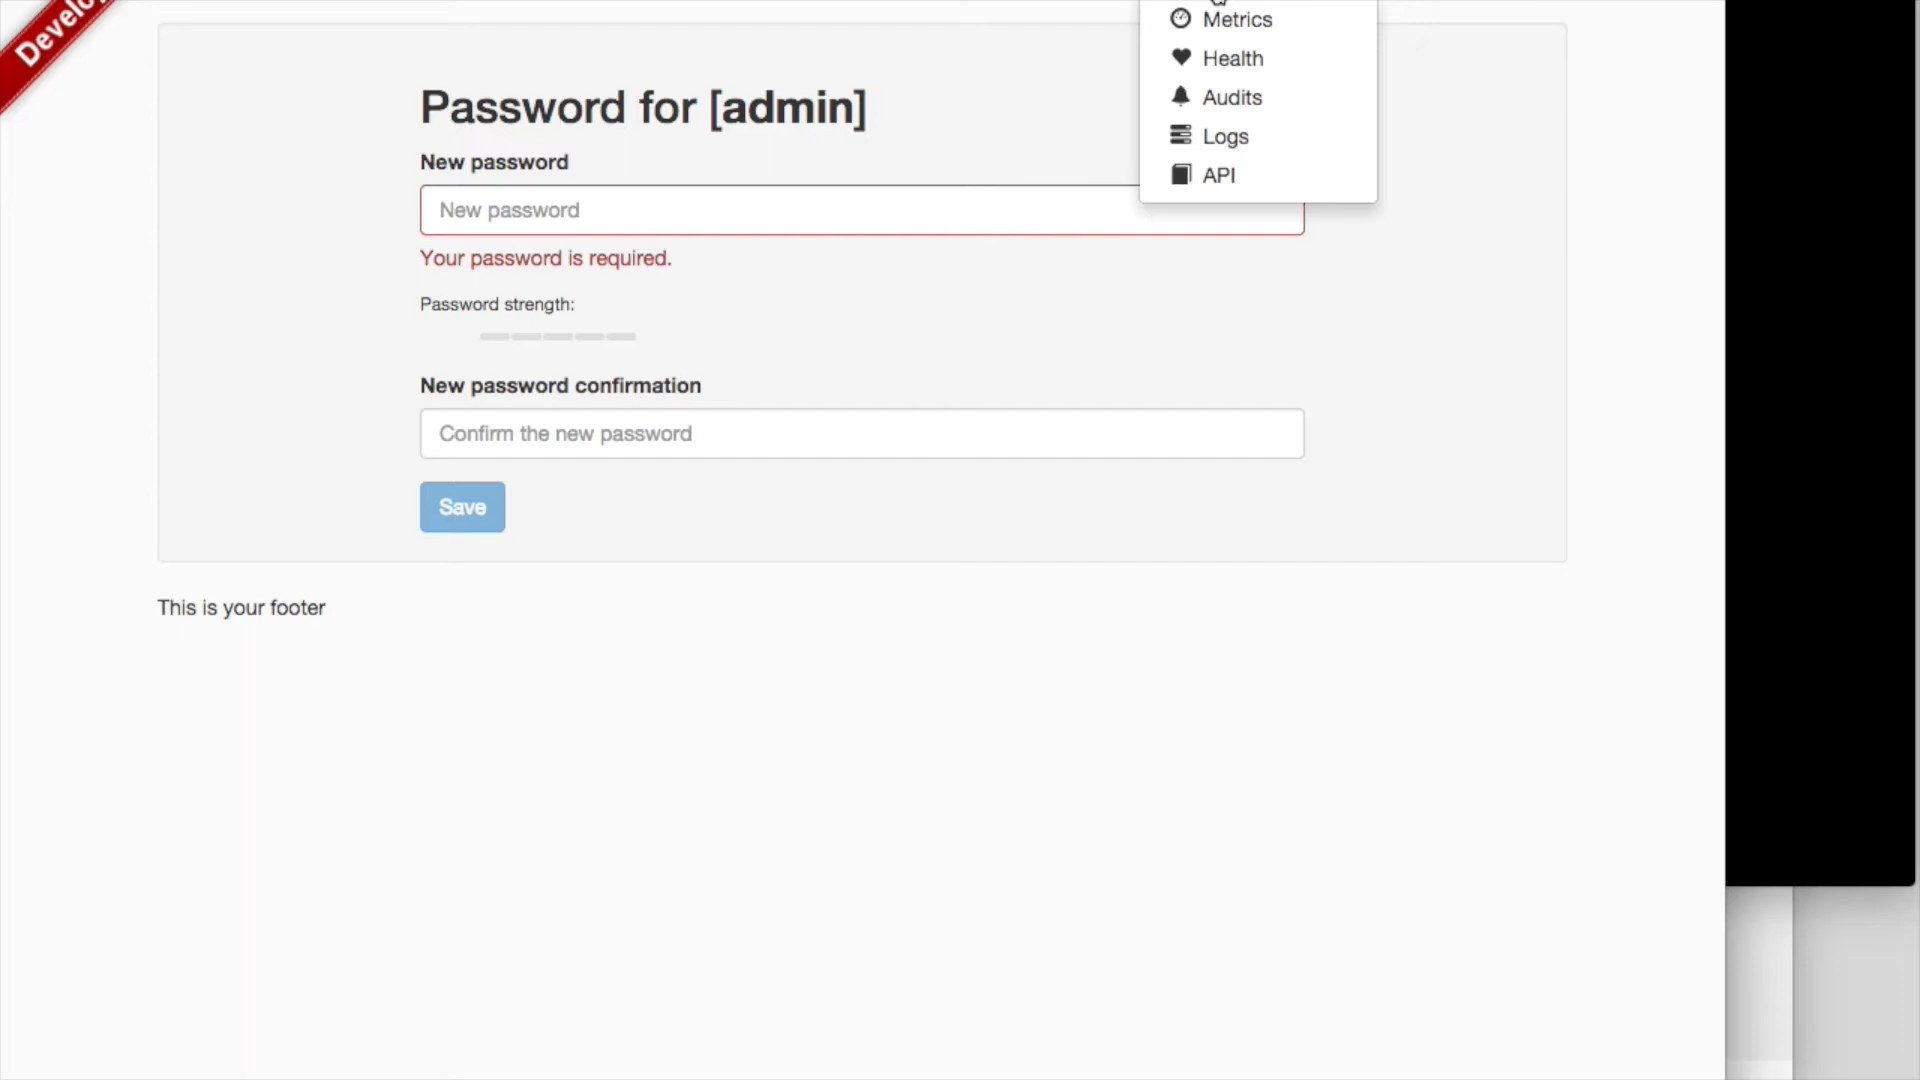 Metrics
Health
Audits
Logs
API
Password for [admin]
New password
New password
Your password is required.
Password strength:
New password confirmation
Confirm the new password
Save
This is your footer